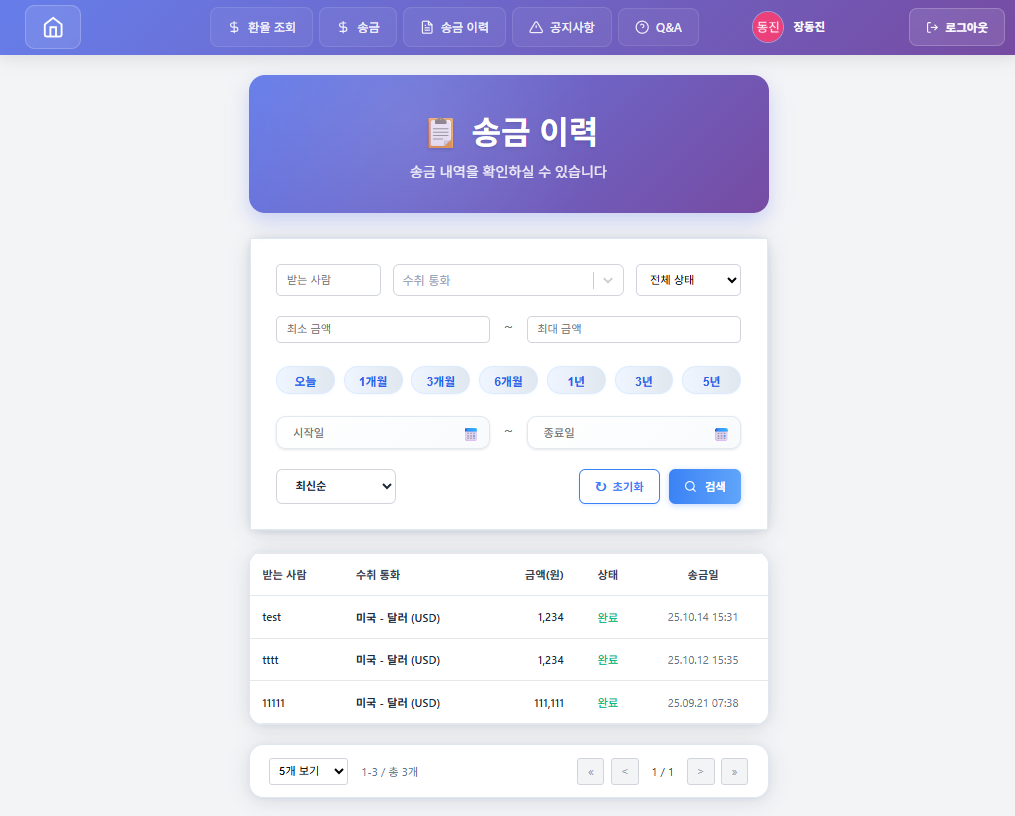 환율 조회 송금 송금 이력 공지사항 Q&A 동진 장동진 로그아웃
송금 이력
송금 내역을 확인하실 수 있습니다
받는 사람 수취 통화 전체 상태
최소 금액 ~ 최대 금액
오늘 1개월 3개월 6개월 1년 3년 5년
시작일 ~ 종료일
최신순 ↻ 초기화 검색
받는 사람 수취 통화 금액(원) 상태 송금일
test 미국 - 달러 (USD) 1,234 완료 25.10.14 15:31
tttt 미국 - 달러 (USD) 1,234 완료 25.10.12 15:35
11111 미국 - 달러 (USD) 111,111 완료 25.09.21 07:38
5개 보기 1-3 / 총 3개 « < 1 / 1 > »